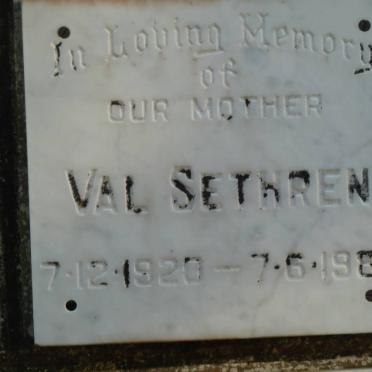 In Loving Memory
of
OUR MOTHER
VAL SETHREN
7·12·1920 – 7·6·198